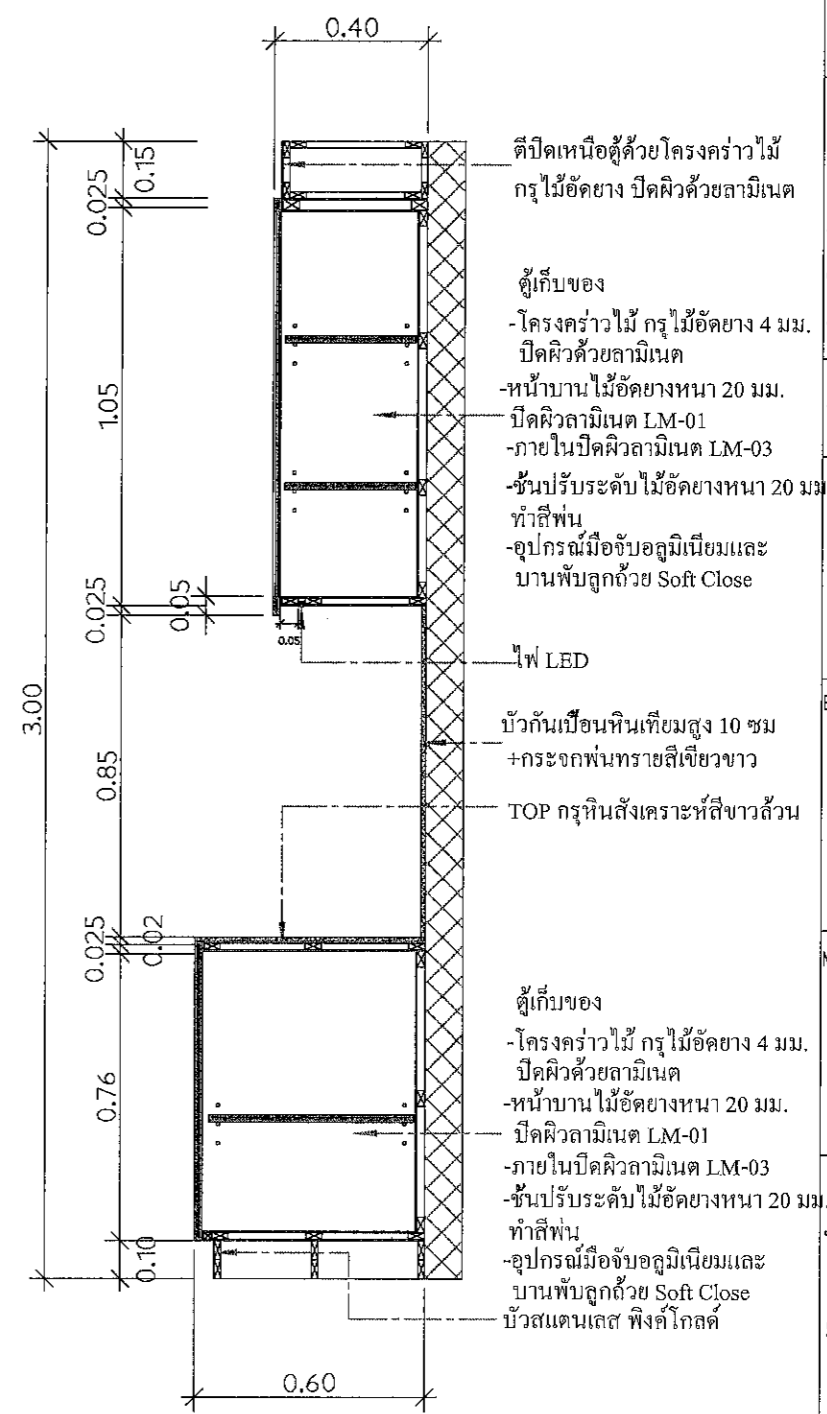 0.40
ตีปิดเหนือตู้ด้วยโครงคร่าวไม้
กรุไม้อัดยาง ปิดผิวด้วยลามิเนต
0.15
0.025
ตู้เก็บของ
-โครงคร่าวไม้ กรุไม้อัดยาง 4 มม.
ปิดผิวด้วยลามิเนต
-หน้าบานไม้อัดยางหนา 20 มม.
ปิดผิวลามิเนต LM-01
-ภายในปิดผิวลามิเนต LM-03
-ชั้นปรับระดับไม้อัดยางหนา 20 มม
ทำสีพ่น
-อุปกรณ์มือจับอลูมิเนียมและ
บานพับลูกถ้วย Soft Close
1.05
0.025
0.05
0.05
ไฟ LED
3.00
บัวกันเปื้อนหินเทียมสูง 10 ซม
+กระจกพ่นทรายสีเขียวขาว
0.85
TOP กรุหินสังเคราะห์สีขาวล้วน
0.025
0.02
ตู้เก็บของ
-โครงคร่าวไม้ กรุไม้อัดยาง 4 มม.
ปิดผิวด้วยลามิเนต
-หน้าบานไม้อัดยางหนา 20 มม.
ปิดผิวลามิเนต LM-01
-ภายในปิดผิวลามิเนต LM-03
-ชั้นปรับระดับไม้อัดยางหนา 20 มม.
ทำสีพ่น
-อุปกรณ์มือจับอลูมิเนียมและ
บานพับลูกถ้วย Soft Close
บัวสแตนเลส พิงค์โกลด์
0.76
0.10
0.60